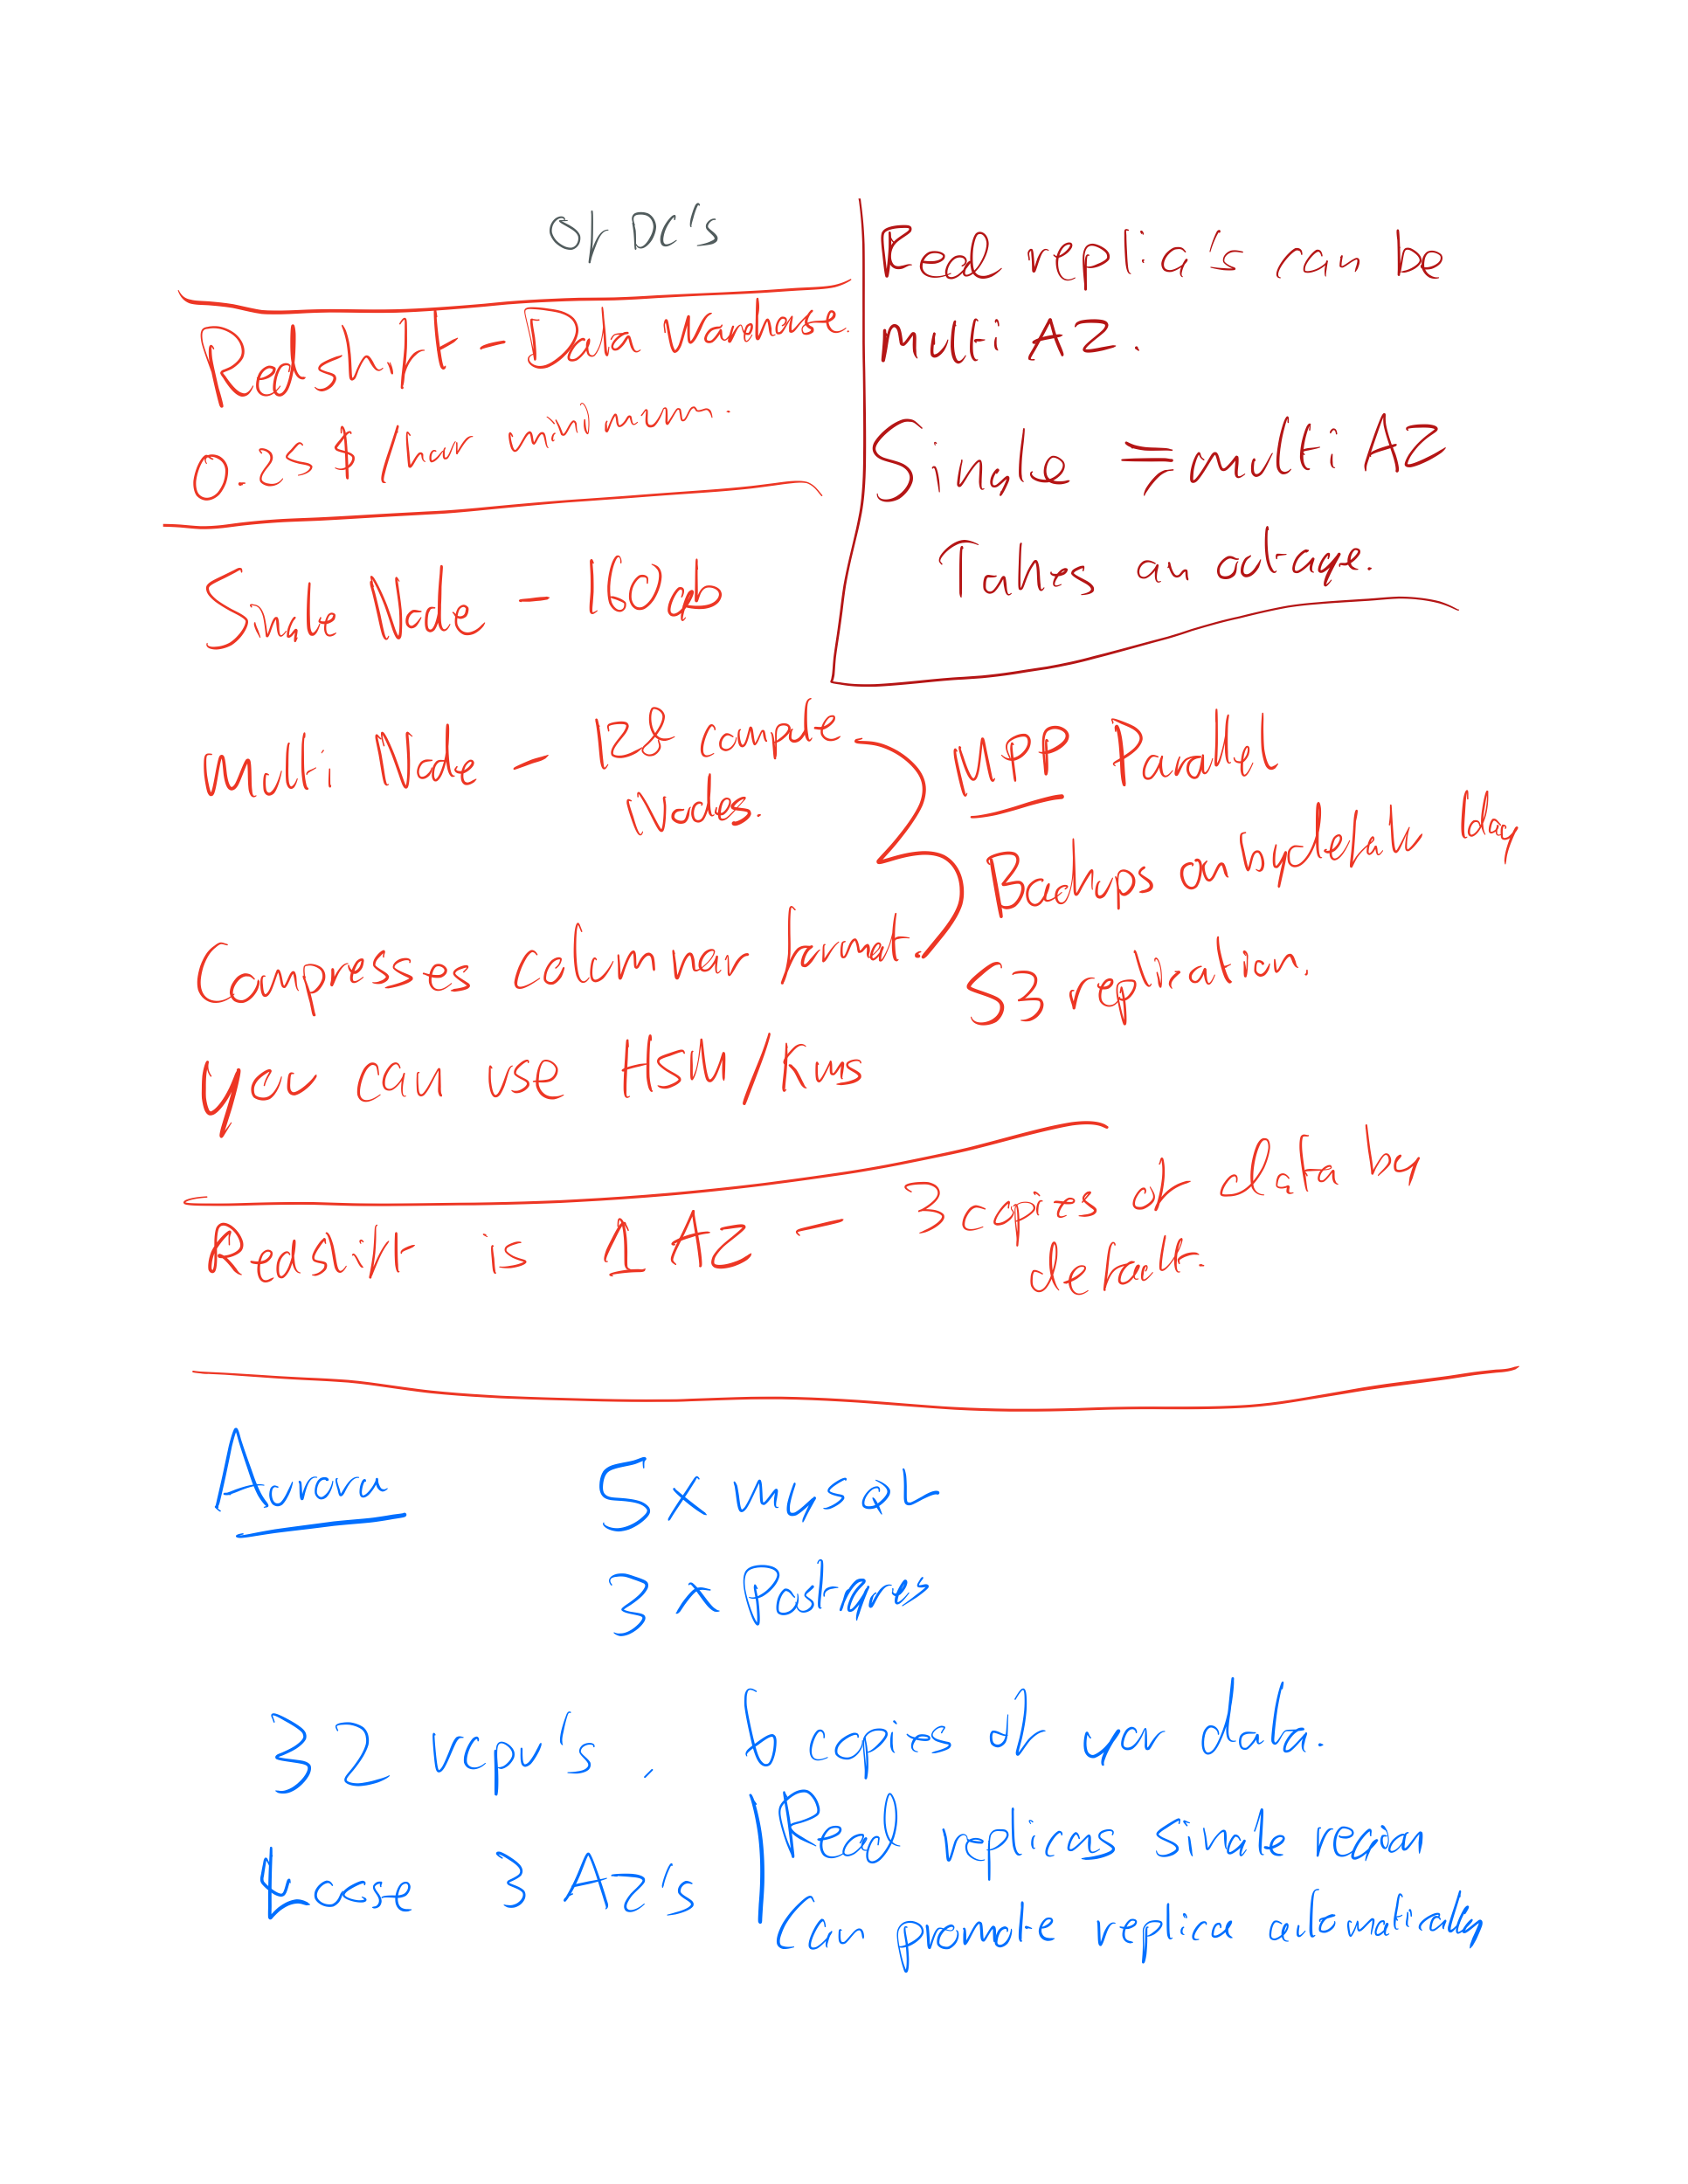 of DC's
Redshift - Data Warehouse.
0.25 $ /hour minimum.
Single Node - 160gb
Multi Node - 128 compute
Nodes.
Compresses columnar format.
You can use HSM/Kms
Read replica's can be
Multi AZ.
Single => multi AZ
Takes an outage.
MPP Parallel
Backups on by default 1day
S3 replication.
Redshift is 1 AZ - 3 copies of data by
default.
Aurora
5 x mysqL
3 x Postgres
32 vcpu's. 6 copies of your data.
Lose 3 AZ's
Read replicas single region
Can promote replica automatically